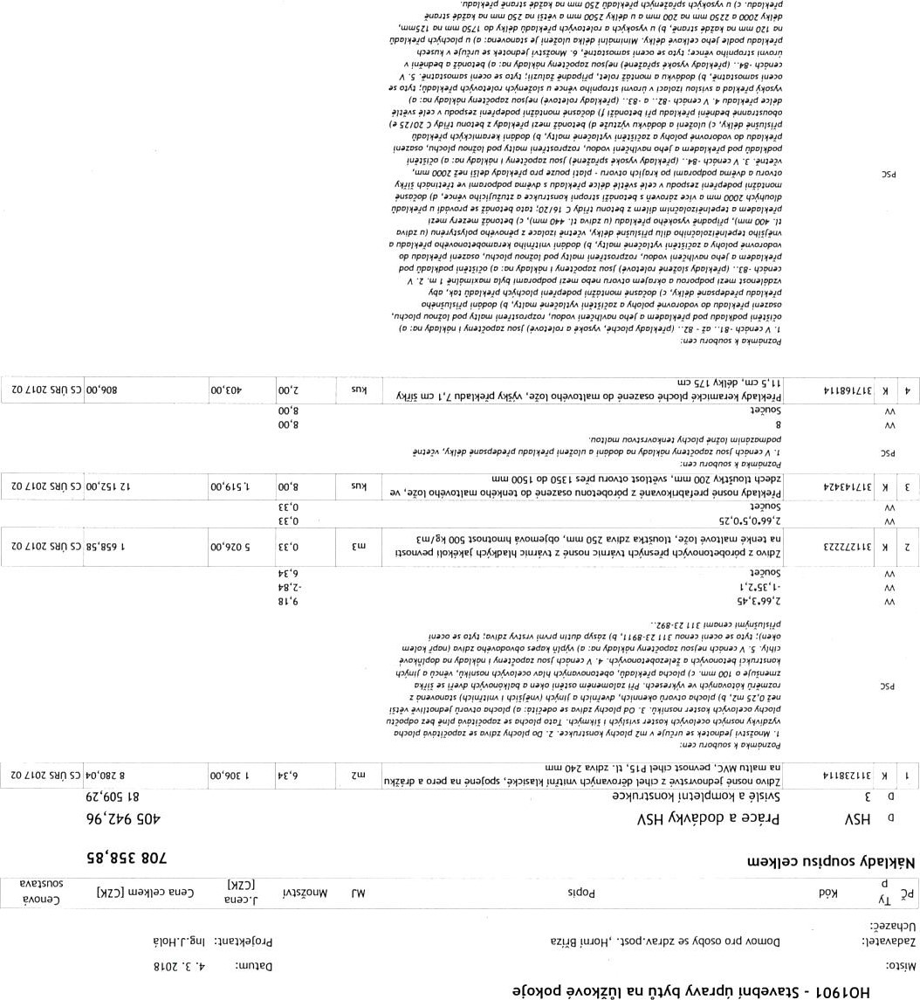 HO1901 - Stavební úpravy bytů na lůžkové pokoje
Místo: Datum: 4. 3. 2018
Zadavatel: Domov pro osoby se zdrav.post. ,Horní Bříza Projektant: Ing.J.Holá
Uchazeč:
PČ Typ Kód Popis MJ Množství J.cena [CZK] Cena celkem [CZK] Cenová soustava
Náklady soupisu celkem 708 358,85
D HSV Práce a dodávky HSV 405 942,96
D 3 Svislé a kompletní konstrukce 81 509,29
1 K 311238114 Zdivo nosné jednovrstvé z cihel děrovaných vnitřní klasické, spojené na pero a drážku 6,34 1 306,00 8 280,04 CS ÚRS 2017 02
na maltu MVC, pevnost cihel P15, tl. zdiva 240 mm m2
Poznámka k souboru cen:
1. Množství jednotek se určuje v m2 plochy konstrukce. 2. Do plochy zdiva se započítává plocha
vyzdívky nosných ocelových koster svislých i šikmých. Tato plocha se započítává plně bez odpočtu
plochy ocelových koster nosníků. 3. Od plochy zdiva se odečítá: a) plocha otvorů jednotlivě větší
než 0,25 m2, b) plocha otvorů okenních, dveřních a jiných (vnějších i vnitřních) stanovená z
PSC rozměrů kótovaných ve výkresech. Při zalomeném ostění oken a balkónových dveří se šířka
zmenšuje o 100 mm. c) plocha překladů, obetonovaných hlav ocelových nosníků, věnců a jiných
konstrukcí betonových a železobetonových. 4. V cenách jsou započteny i náklady na doplňkové
cihly. 5. V cenách nejsou započteny náklady na: a) výplň kapes obvodového zdiva (např kolem
oken); tyto se ocení cenou 311 23-8911, b) zásyp dutin první vrstvy zdiva; tyto se ocení
příslušnými cenami 311 23-892..
VV 2,66*3,45 9,18
VV -1,35*2,1 -2,84
VV Součet 6,34
2 K 311272223 Zdivo z pórobetonových přesných tvárnic nosné z tvárnic hladkých jakékoli pevnosti m3 0,33 5 026,00 1 658,58 CS ÚRS 2017 02
na tenké maltové lože, tloušťka zdiva 250 mm, objemová hmotnost 500 kg/m3
VV 2,66*0,5*0,25 0,33
VV Součet 0,33
3 K 317143424 Překlady nosné prefabrikované z pórobetonu osazené do tenkého maltového lože, ve kus 8,00 1.519,00 12 152,00 CS ÚRS 2017 02
zdech tloušťky 200 mm, světlost otvoru přes 1350 do 1500 mm
Poznámka k souboru cen:
PSC 1. V cenách jsou započteny náklady na dodání a uložení překladu předepsané délky, včetně
podmazáním ložné plochy tenkovrstvou maltou.
VV 8 8,00
VV Součet 8,00
4 K 317168114 Překlady keramické ploché osazené do maltového lože, výšky překladu 7,1 cm šířky kus 2,00 403,00 806,00 CS ÚRS 2017 02
11,5 cm, délky 175 cm
Poznámka k souboru cen:
1. V cenách -81.. až - 82.. (překlady ploché, vysoké a roletové) jsou započteny i náklady na: a)
očištění podkladu pod překladem a jeho navlhčení vodou, rozprostření malty pod ložnou plochu,
osazení překladu do vodorovné polohy a začištění vytlačené malty, b) dodání příslušného
překladu předepsané délky, c) dočasné montážní podepření plochých překladů tak, aby
vzdálenost mezi podporou a okrajem otvoru nebo mezi podporami byla maximálně 1 m. 2. V
cenách -83.. (překlady složené roletové) jsou započteny i náklady na: a) očištění podkladů pod
překladem a jeho navlhčení vodou, rozprostření malty pod ložnou plochu, osazení překladu do
vodorovné polohy a začištění vytlačené malty, b) dodání vnitřního keramobetonového překladu a
vnějšího tepelněizolačního dílu příslušné délky, včetně izolace z pěnového polystyrénu (u zdiva
tl. 400 mm), případně vysokého překladu (u zdiva tl. 440 mm), c) betonáž mezery mezi
překladem a tepelněizolačním dílem z betonu třídy C 16/20; tato betonáž se provádí u překladů
dlouhých 2000 mm a více zároveň s betonáží stropní konstrukce a ztužujícího věnce, d) dočasné
montážní podepření zespodu v celé světlé délce překladu s dvěma podporami ve třetinách šířky
PSC otvoru a dvěma podporami po krajích otvoru - platí pouze pro překlady delší než 2000 mm,
včetně. 3. V cenách -84.. (překlady vysoké spřažené) jsou započteny i náklady na: a) očištění
podkladů pod překladem a jeho navlhčení vodou, rozprostření malty pod ložnou plochu, osazení
překladu do vodorovné polohy a začištění vytlačené malty, b) dodání keramických překladů
příslušné délky, c) uložení a dodávku výztuže d) betonáž mezi překlady z betonu třídy C 20/25 e)
oboustranné bednění překladu při betonáži f) dočasné montážní podepření zespodu v celé světlé
délce překladu 4. V cenách -82.. a -83.. (překlady roletové) nejsou započteny náklady na: a)
vysoký překlad a svislou izolaci v úrovni stropního věnce u složených roletových překladů; tyto se
ocení samostatně, b) dodávku a montáž rolet, případně žaluzií; tyto se ocení samostatně. 5. V
cenách -84.. (překlady vysoké spřažené) nejsou započteny náklady na: a) betonáž a bednění v
úrovni stropního věnce; tyto se ocení samostatně, 6. Množství jednotek se určuje v kusech
překladu podle jeho celkové délky. Minimální délka uložení je stanovena: a) u plochých překladů
na 120 mm na každé straně, b) u vysokých a roletových překladů délky do 1750 mm na 125mm,
délky 2000 a 2250 mm na 200 mm a u délky 2500 mm a větší na 250 mm na každé straně
překladu. c) u vysokých spřažených překladů 250 mm na každé straně překladu.